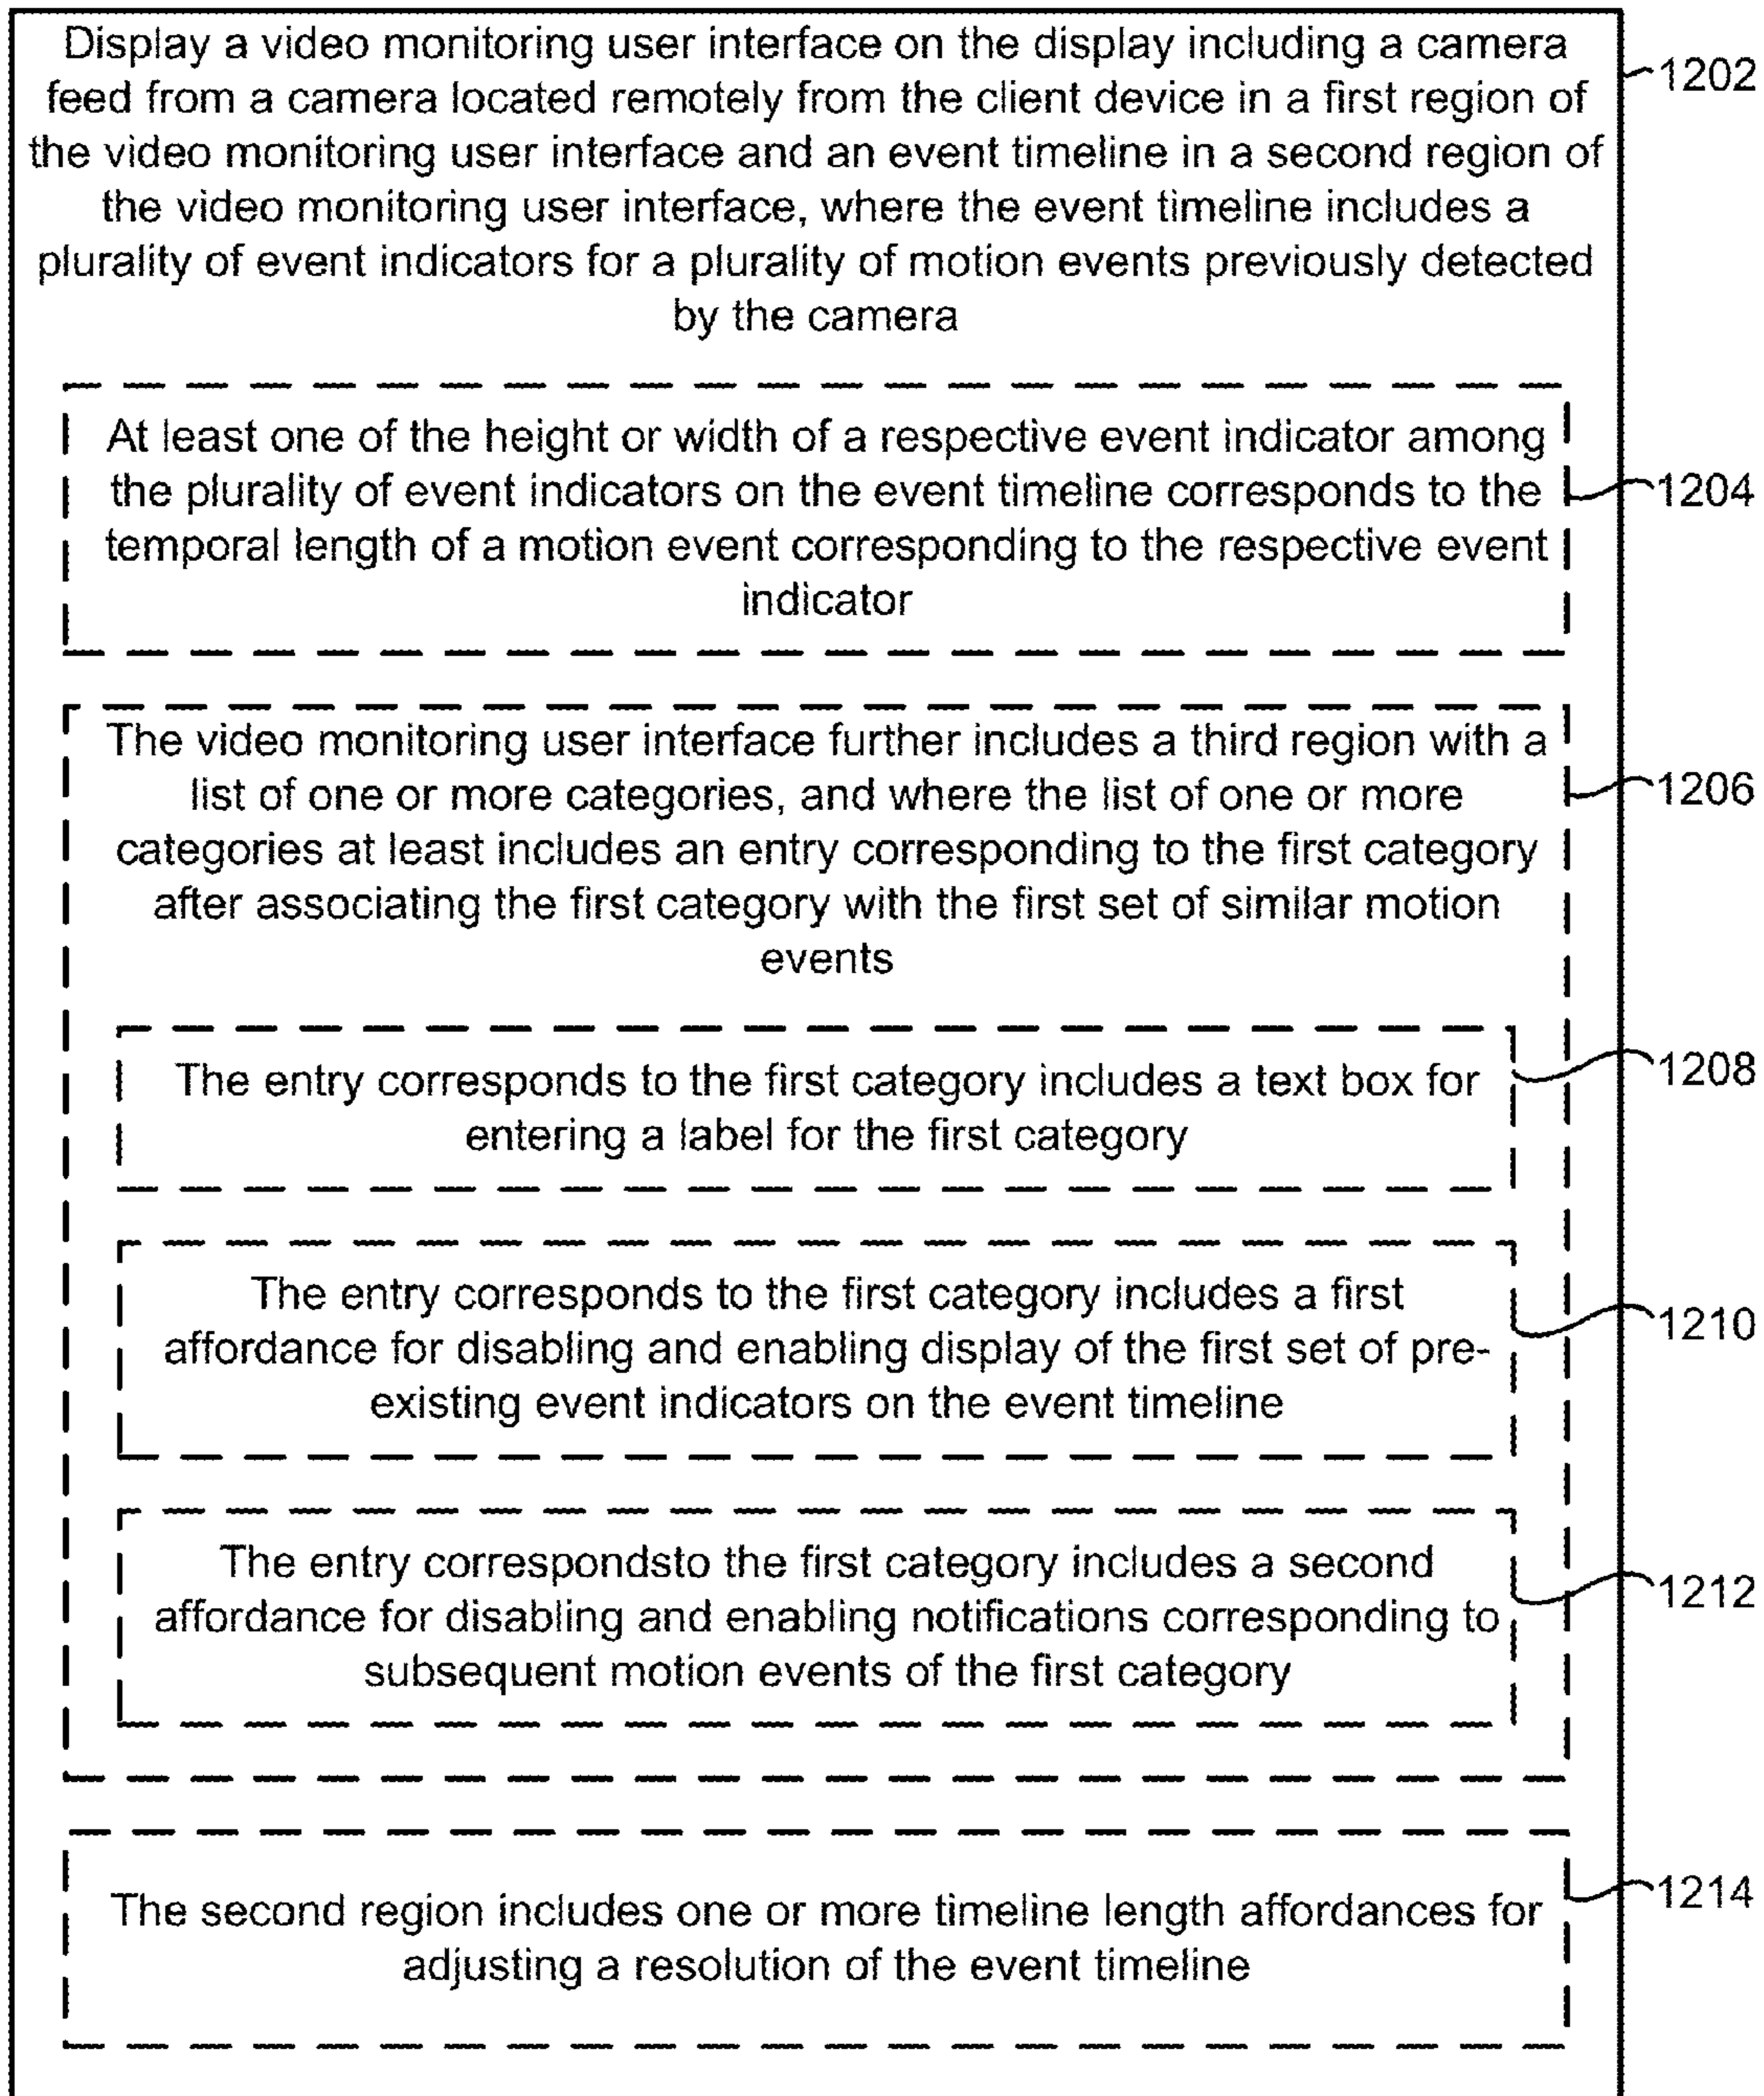 Display a video monitoring user interface on the display including a camera
feed from a camera located remotely from the client device in a first region of
the video monitoring user interface and an event timeline in a second region of
the video monitoring user interface, where the event timeline includes a
plurality of event indicators for a plurality of motion events previously detected
by the camera
1202
At least one of the height or width of a respective event indicator among
the plurality of event indicators on the event timeline corresponds to the
temporal length of a motion event corresponding to the respective event
indicator
1204
The video monitoring user interface further includes a third region with a
list of one or more categories, and where the list of one or more
categories at least includes an entry corresponding to the first category
after associating the first category with the first set of similar motion
events
1206
The entry corresponds to the first category includes a text box for
entering a label for the first category
1208
The entry corresponds to the first category includes a first
affordance for disabling and enabling display of the first set of pre-
existing event indicators on the event timeline
1210
The entry correspondsto the first category includes a second
affordance for disabling and enabling notifications corresponding to
subsequent motion events of the first category
1212
The second region includes one or more timeline length affordances for
adjusting a resolution of the event timeline
1214